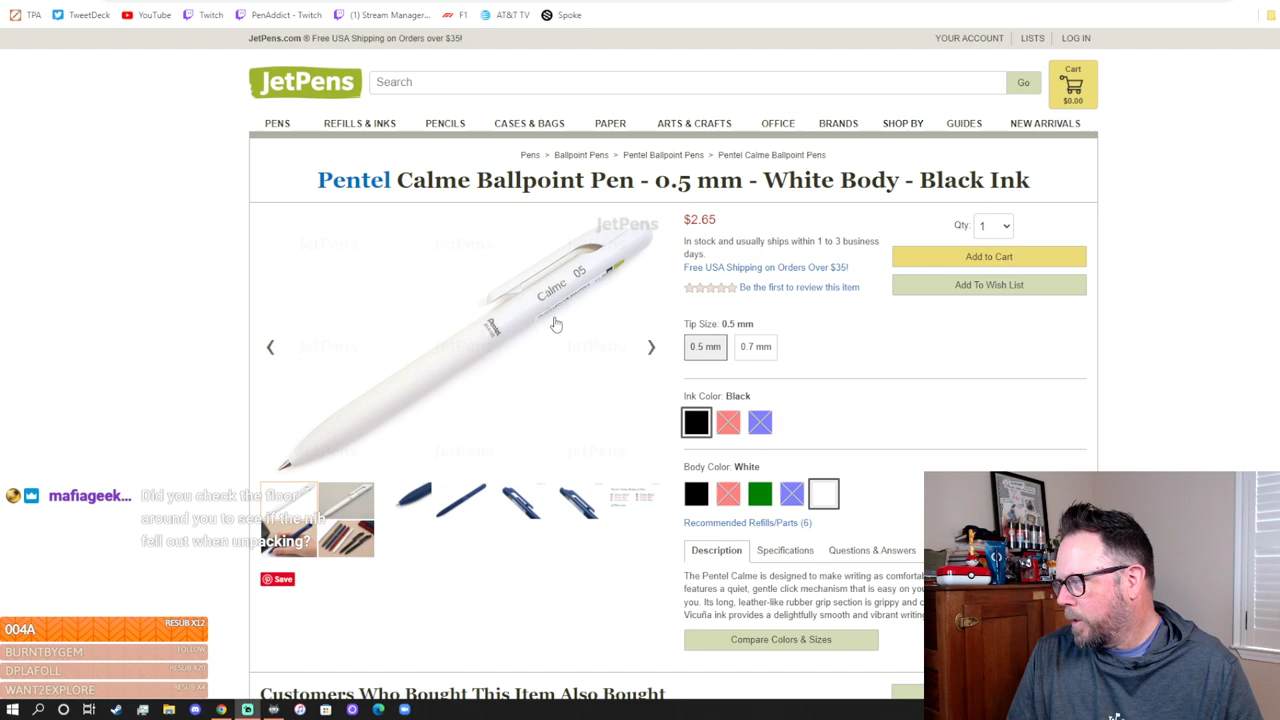 TPA TweetDeck YouTube Twitch PenAddict - Twitch (1) Stream Manager... F1 AT&T TV Spoke
JetPens.com ® Free USA Shipping on Orders over $35!
YOUR ACCOUNT LISTS LOG IN
JetPens
Search
Go
Cart
$0.00
PENS REFILLS & INKS PENCILS CASES & BAGS PAPER ARTS & CRAFTS OFFICE BRANDS SHOP BY GUIDES NEW ARRIVALS
Pens > Ballpoint Pens > Pentel Ballpoint Pens > Pentel Calme Ballpoint Pens
Pentel Calme Ballpoint Pen - 0.5 mm - White Body - Black Ink
JetPens
Calme 05
Pentel
$2.65
In stock and usually ships within 1 to 3 business
days.
Free USA Shipping on Orders Over $35!
Be the first to review this item
Qty: 1
Add to Cart
Add To Wish List
Tip Size: 0.5 mm
0.5 mm 0.7 mm
Ink Color: Black
Body Color: White
Recommended Refills/Parts (6)
Description Specifications Questions & Answers
The Pentel Calme is designed to make writing as
features a quiet, gentle click mechanism that is easy on
you. Its long, leather-like rubber grip section is grippy and
Vicuña ink provides a delightfully smooth and vibrant
Compare Colors & Sizes
mafiageek... Did you check the floor
around you to see if the nib
fell out when unpacking?
Save
004A RESUB X12
BURNTBYGEM FOLLOW
DPLAFOLL RESUB X20
WANT2EXPLORE RESUB X4
Customers Who Bought This Item Also Bought